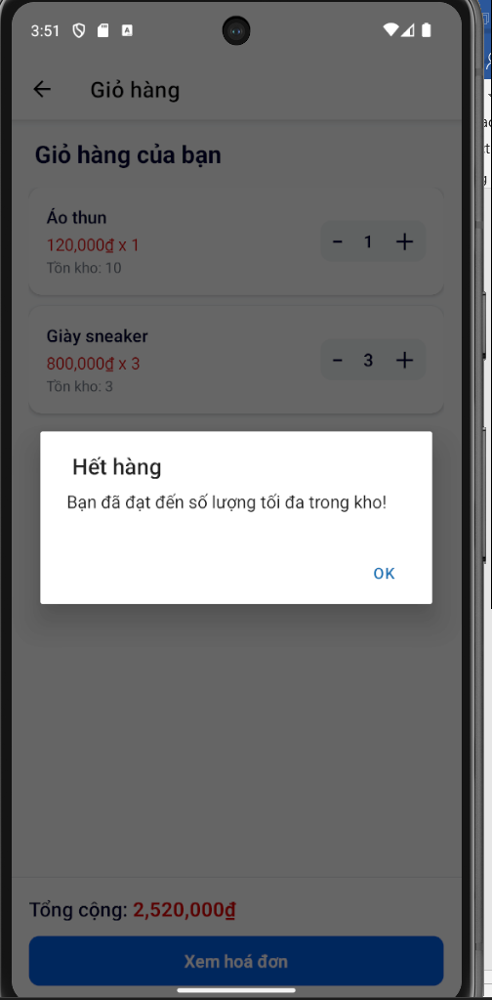 3:51
Giỏ hàng
Giỏ hàng của bạn
Áo thun
120,000₫ x 1
Tồn kho: 10
- 1 +
Giày sneaker
800,000₫ x 3
Tồn kho: 3
- 3 +
Hết hàng
Bạn đã đạt đến số lượng tối đa trong kho!
OK
Tổng cộng: 2,520,000₫
Xem hoá đơn